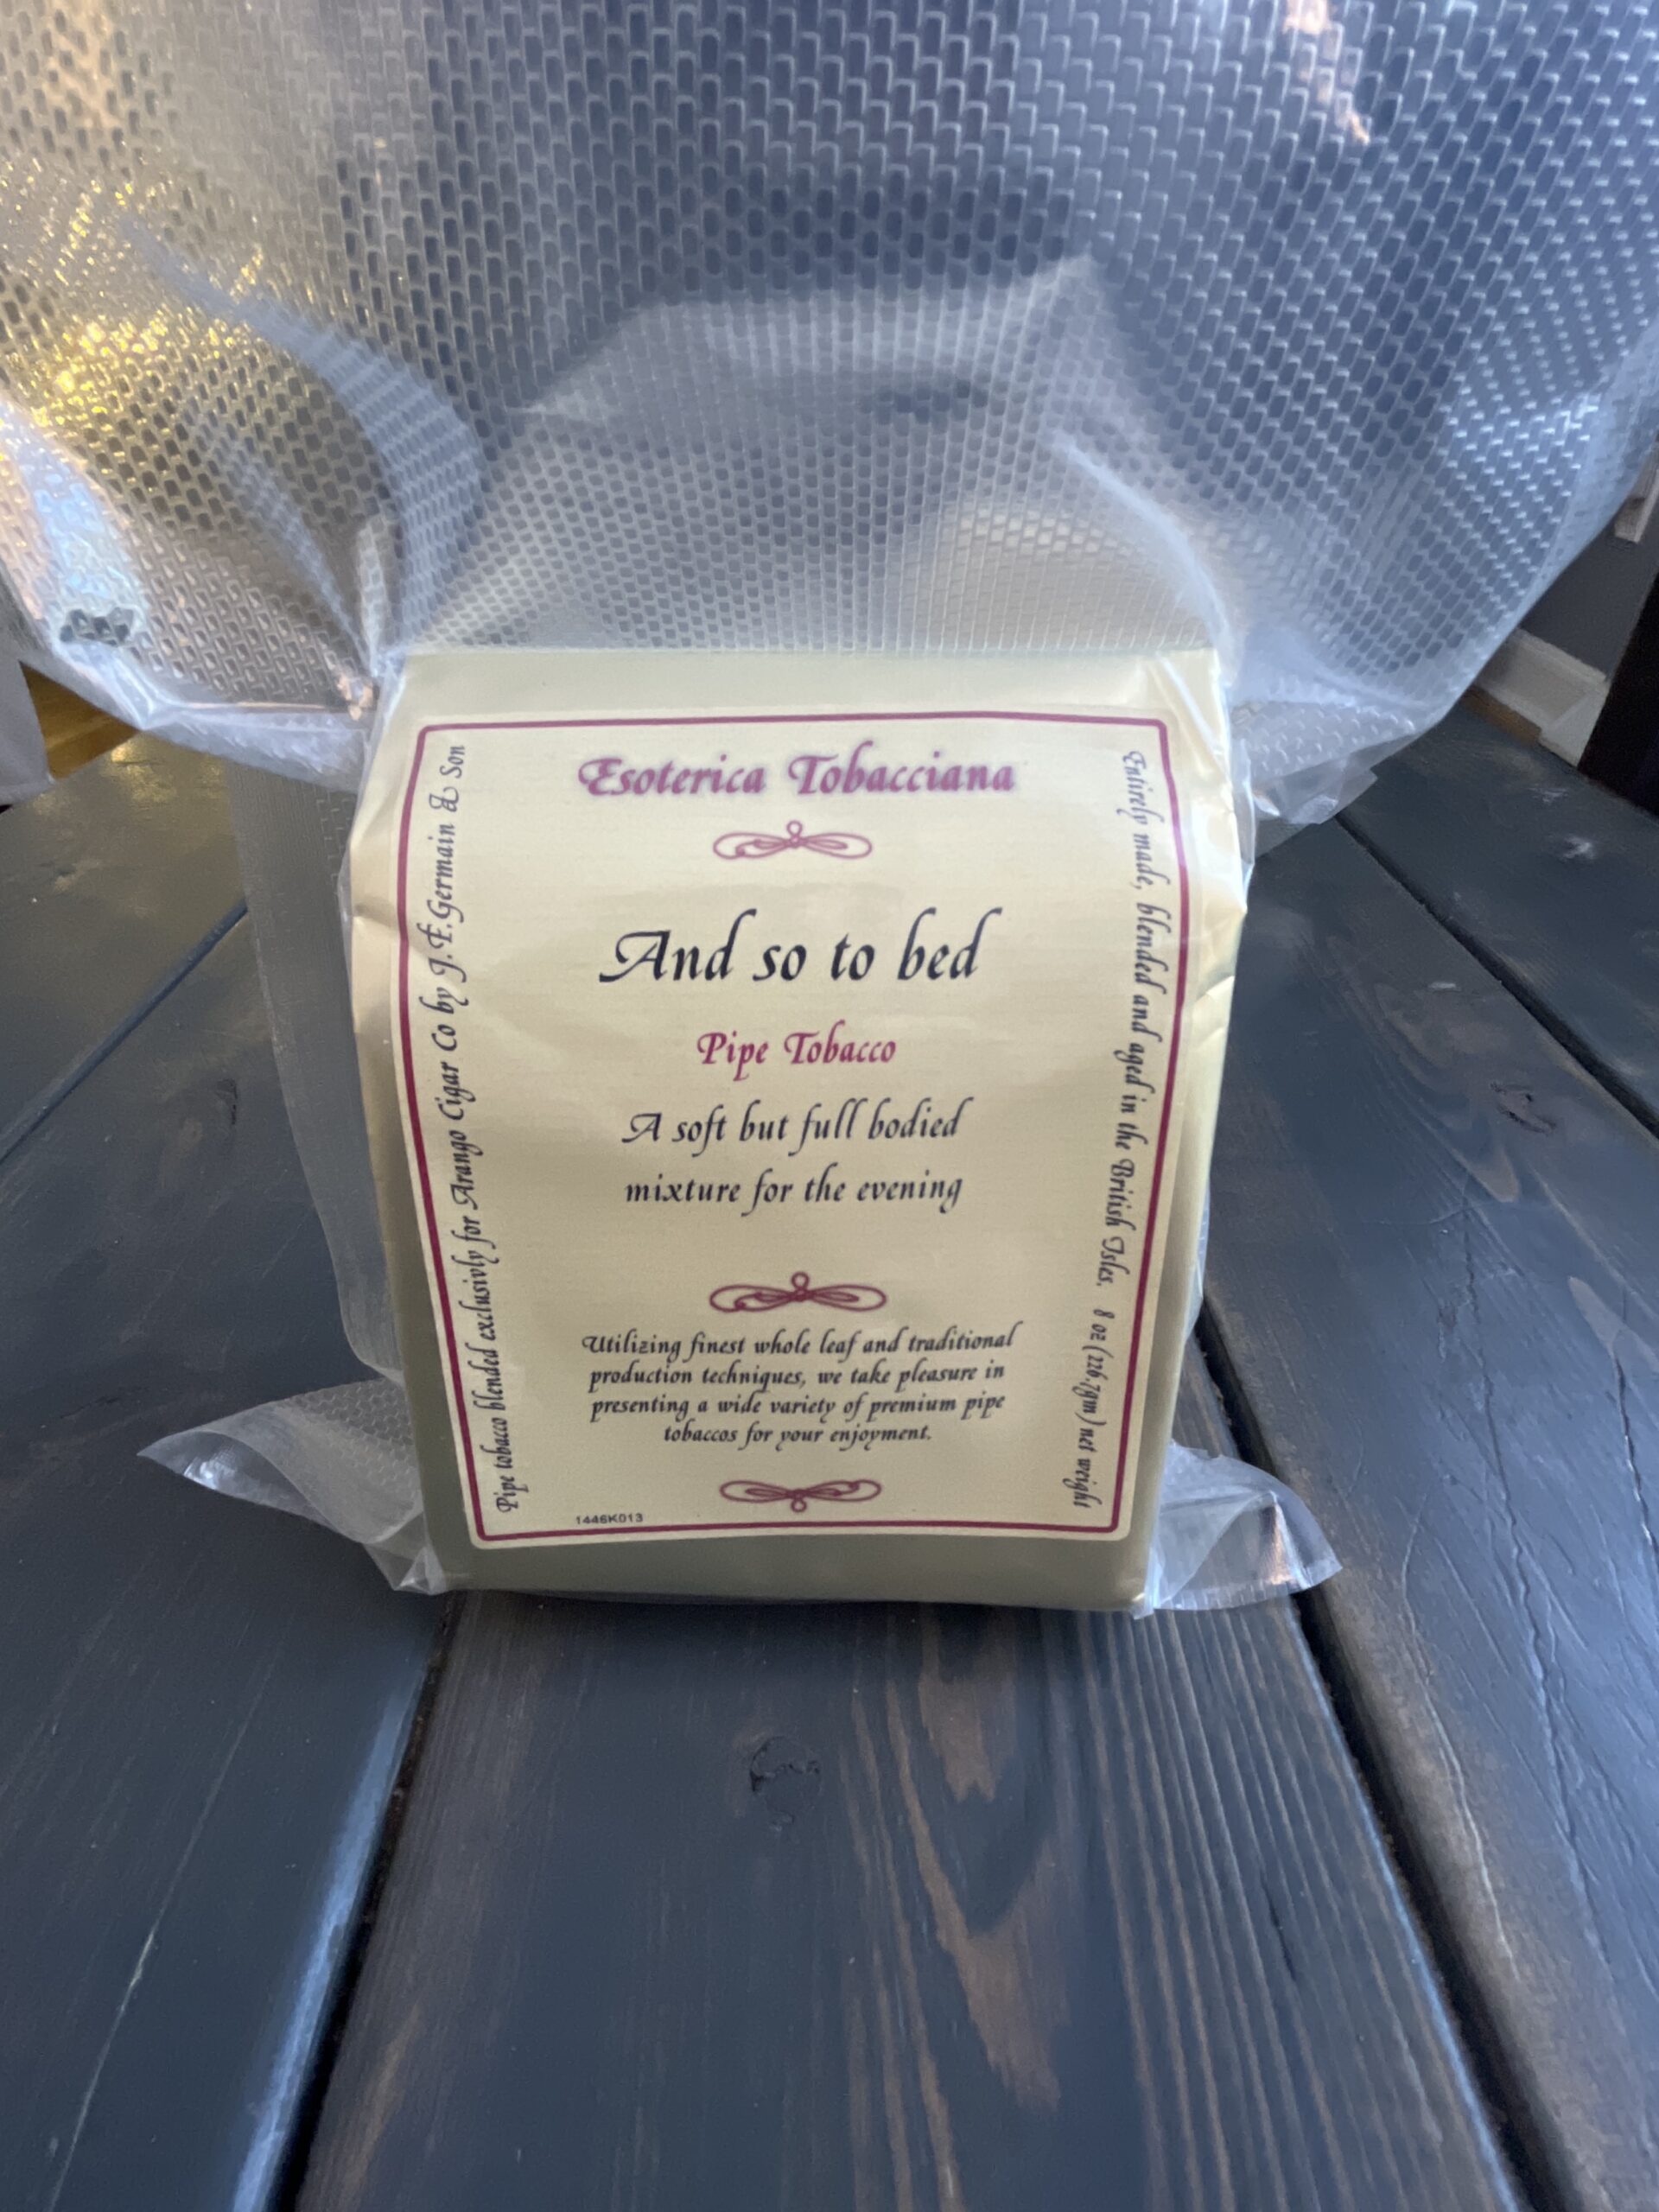 Esoterica Tobacciana
And so to bed
Pipe Tobacco
A soft but full bodied
mixture for the evening
Utilizing finest whole leaf and traditional
production techniques, we take pleasure in
presenting a wide variety of premium pipe
tobaccos for your enjoyment.
1446K013
Pipe tobacco blended exclusivly for Arango Cigar Co by J.F.Germain & Son
Entirely made, blended and aged in the British Isles. 8 oz (226.7gm) net weight